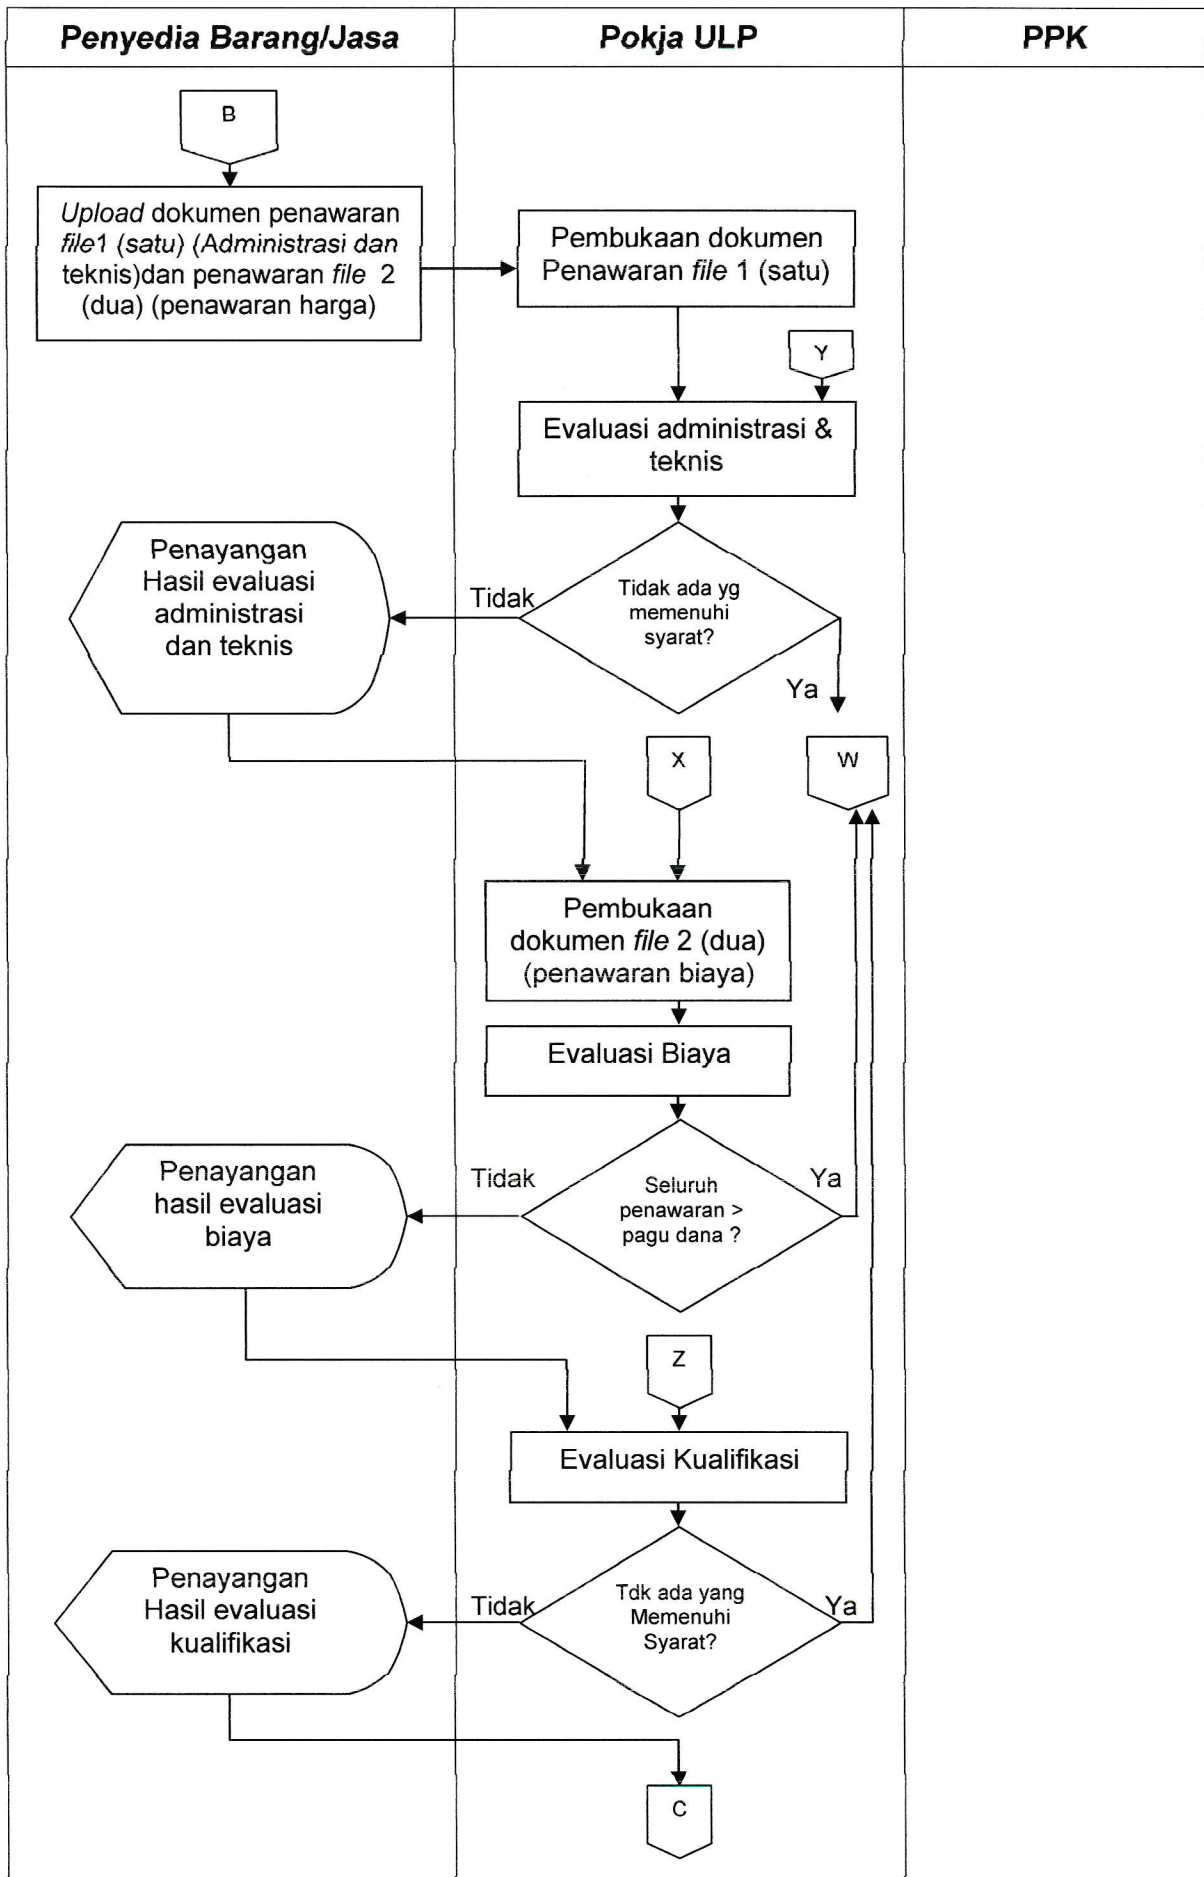 Penyedia Barang/Jasa
Pokja ULP
PPK
B
Upload dokumen penawaran
file1 (satu) (Administrasi dan
teknis)dan penawaran file 2
(dua) (penawaran harga)
Pembukaan dokumen
Penawaran file 1 (satu)
Y
Evaluasi administrasi &
teknis
Penayangan
Hasil evaluasi
administrasi
dan teknis
Tidak
Tidak ada yg
memenuhi
syarat?
Ya
X
W
Pembukaan
dokumen file 2 (dua)
(penawaran biaya)
Evaluasi Biaya
Penayangan
hasil evaluasi
biaya
Tidak
Seluruh
penawaran >
pagu dana ?
Ya
Z
Evaluasi Kualifikasi
Penayangan
Hasil evaluasi
kualifikasi
Tidak
Tdk ada yang
Memenuhi
Syarat?
Ya
C